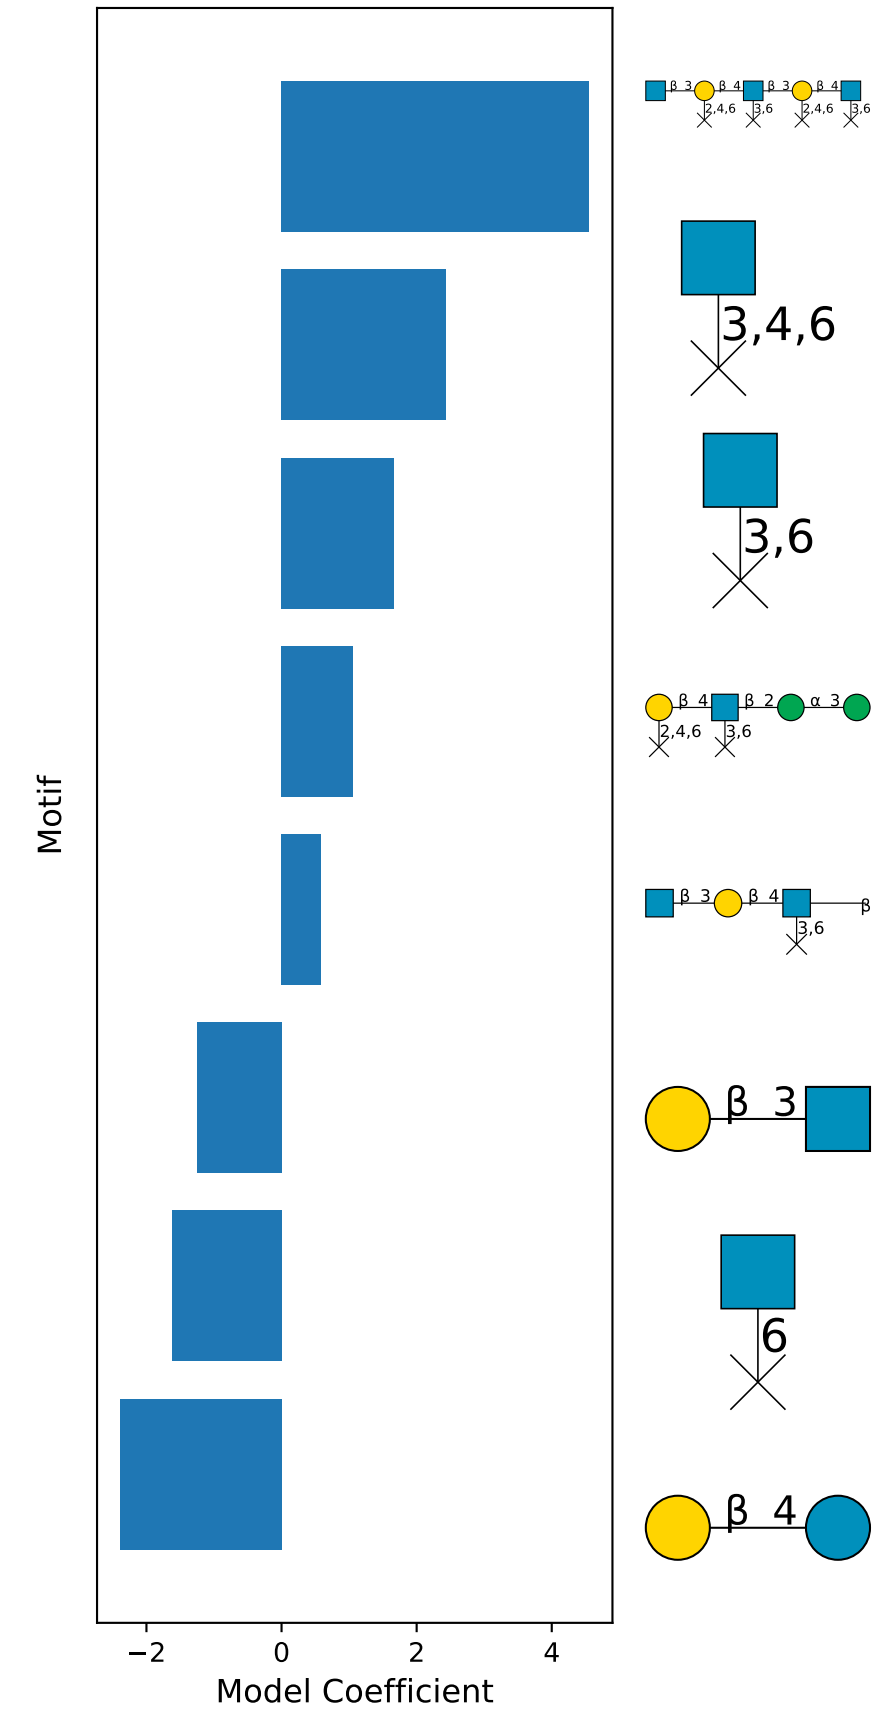 β 3 β 4 β 3 β 4
2,4,6 3,6 2,4,6 3,6
3,4,6
3,6
β 4 β 2 α 3
2,4,6 3,6
Motif
β 3 β 4 β
3,6
β 3
6
β 4
−2 0 2 4
Model Coefficient